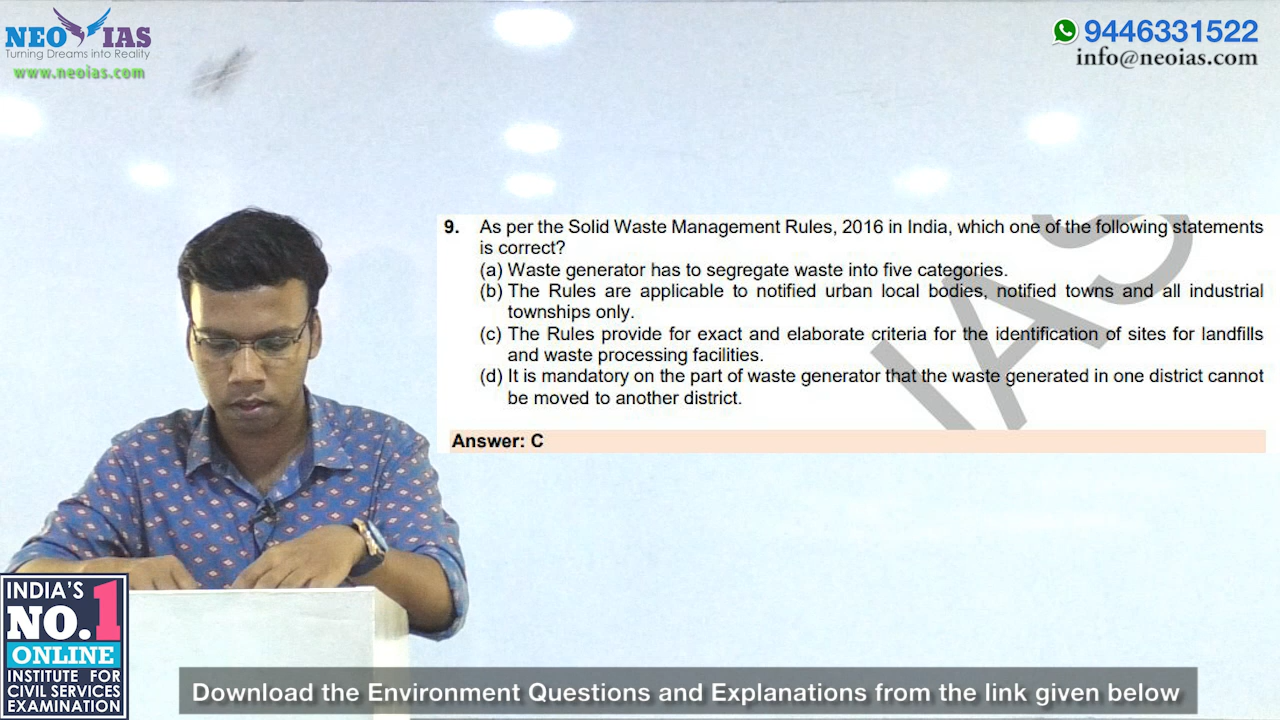 NEO IAS
Turning Dreams into Reality
www.neoias.com
9446331522
info@neoias.com
9. As per the Solid Waste Management Rules, 2016 in India, which one of the following statements
is correct?
(a) Waste generator has to segregate waste into five categories.
(b) The Rules are applicable to notified urban local bodies, notified towns and all industrial
townships only.
(c) The Rules provide for exact and elaborate criteria for the identification of sites for landfills
and waste processing facilities.
(d) It is mandatory on the part of waste generator that the waste generated in one district cannot
be moved to another district.
IAS
Answer: C
INDIA'S
NO.1
ONLINE
INSTITUTE FOR
CIVIL SERVICES
EXAMINATION
Download the Environment Questions and Explanations from the link given below